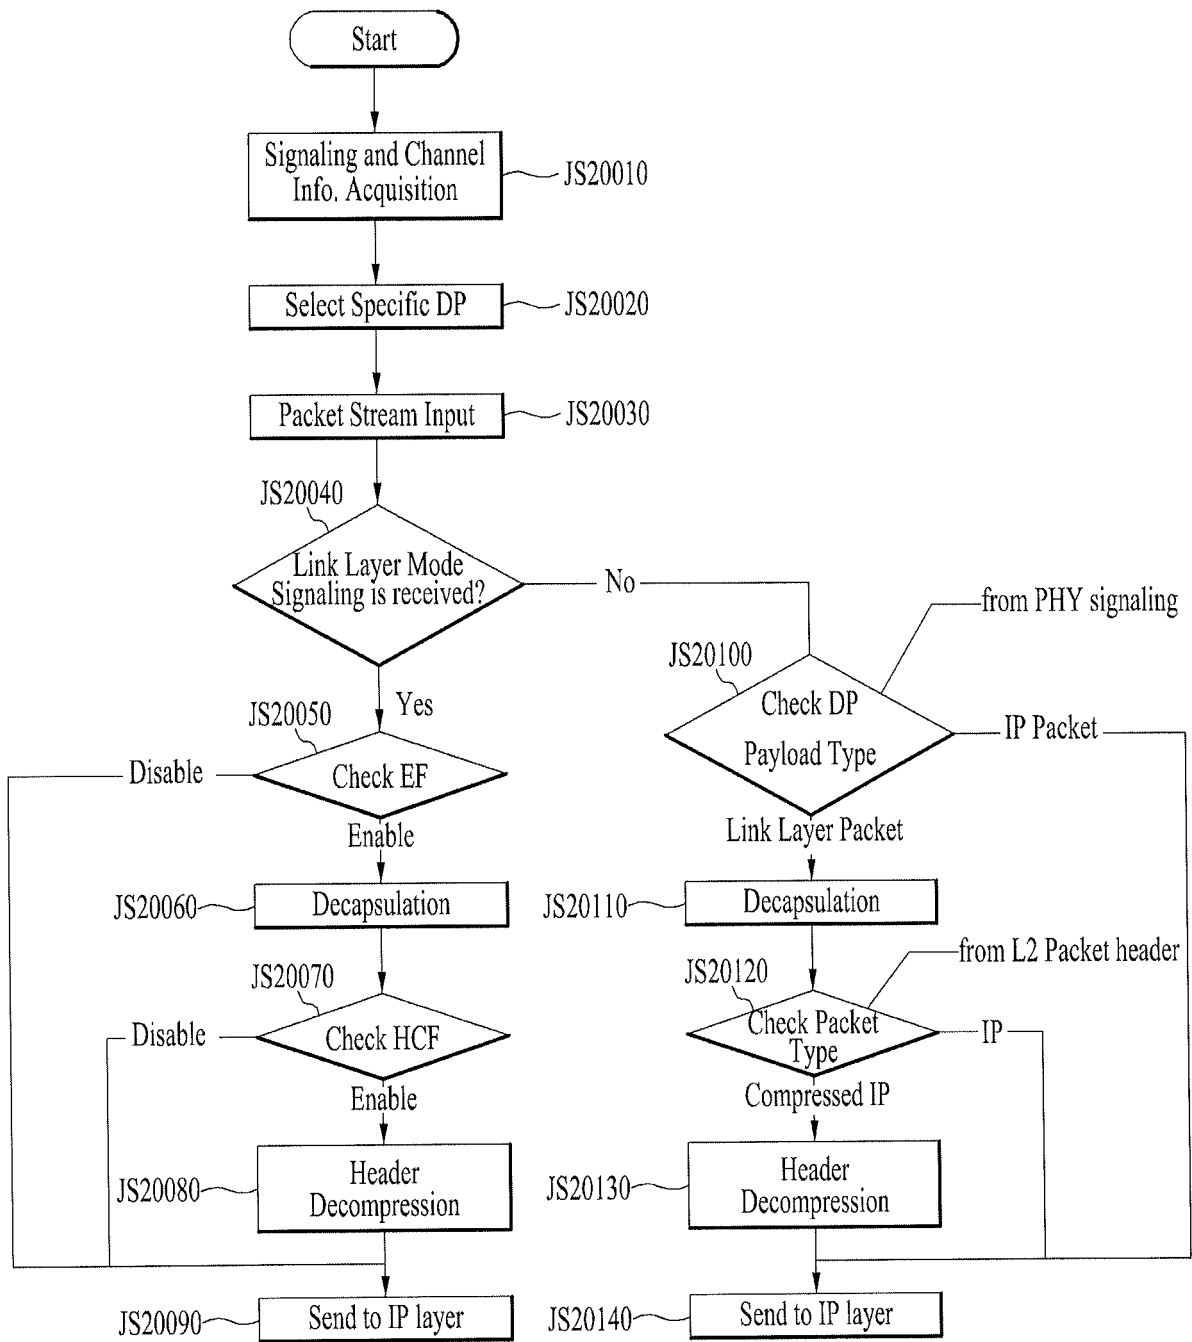 Start
Signaling and Channel
Info. Acquisition
JS20010
Select Specific DP
JS20020
Packet Stream Input
JS20030
JS20040
Link Layer Mode
Signaling is received?
No
from PHY signaling
JS20100
Check DP
Payload Type
IP Packet
Yes
JS20050
Disable
Check EF
Enable
Link Layer Packet
JS20060
Decapsulation
JS20110
Decapsulation
from L2 Packet header
JS20070
JS20120
Disable
Check HCF
Check Packet
Type
IP
Enable
Compressed IP
JS20080
Header
Decompression
JS20130
Header
Decompression
JS20090
Send to IP layer
JS20140
Send to IP layer